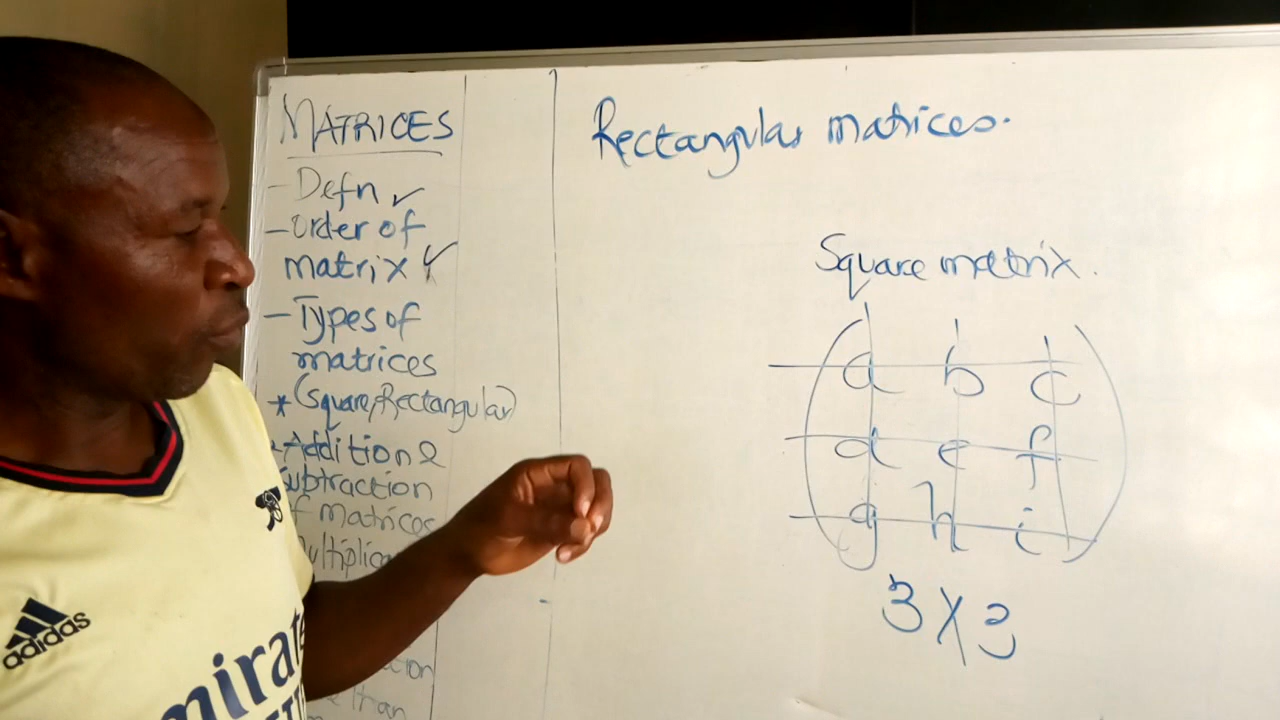 MATRICES
- Defn ✓
- Order of
matrix ✓
- Types of
matrices
* (Square, Rectangular)
- Addition &
Subtraction
of matrices
than
Rectangular matrices.
Square matrix.
a b c
d e f
g h i
3 X 3
adidas